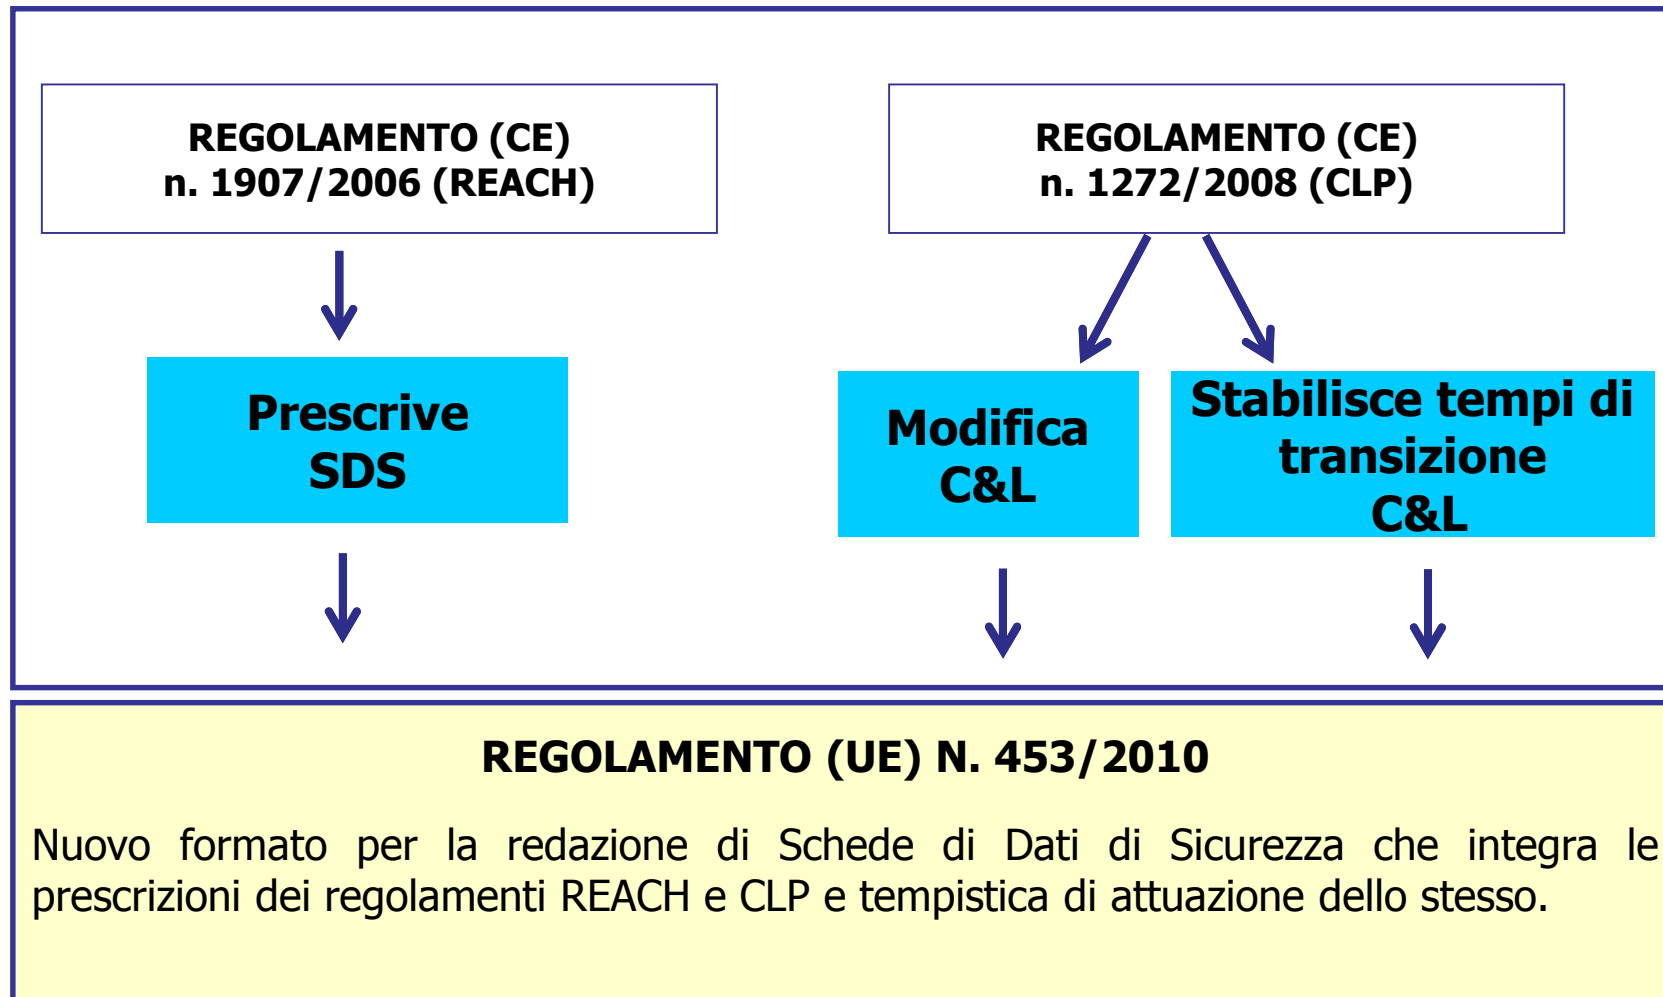 REGOLAMENTO (CE)
n. 1907/2006 (REACH)
REGOLAMENTO (CE)
n. 1272/2008 (CLP)
Prescrive
SDS
Modifica
C&L
Stabilisce tempi di
transizione
C&L
REGOLAMENTO (UE) N. 453/2010
Nuovo formato per la redazione di Schede di Dati di Sicurezza che integra le
prescrizioni dei regolamenti REACH e CLP e tempistica di attuazione dello stesso.